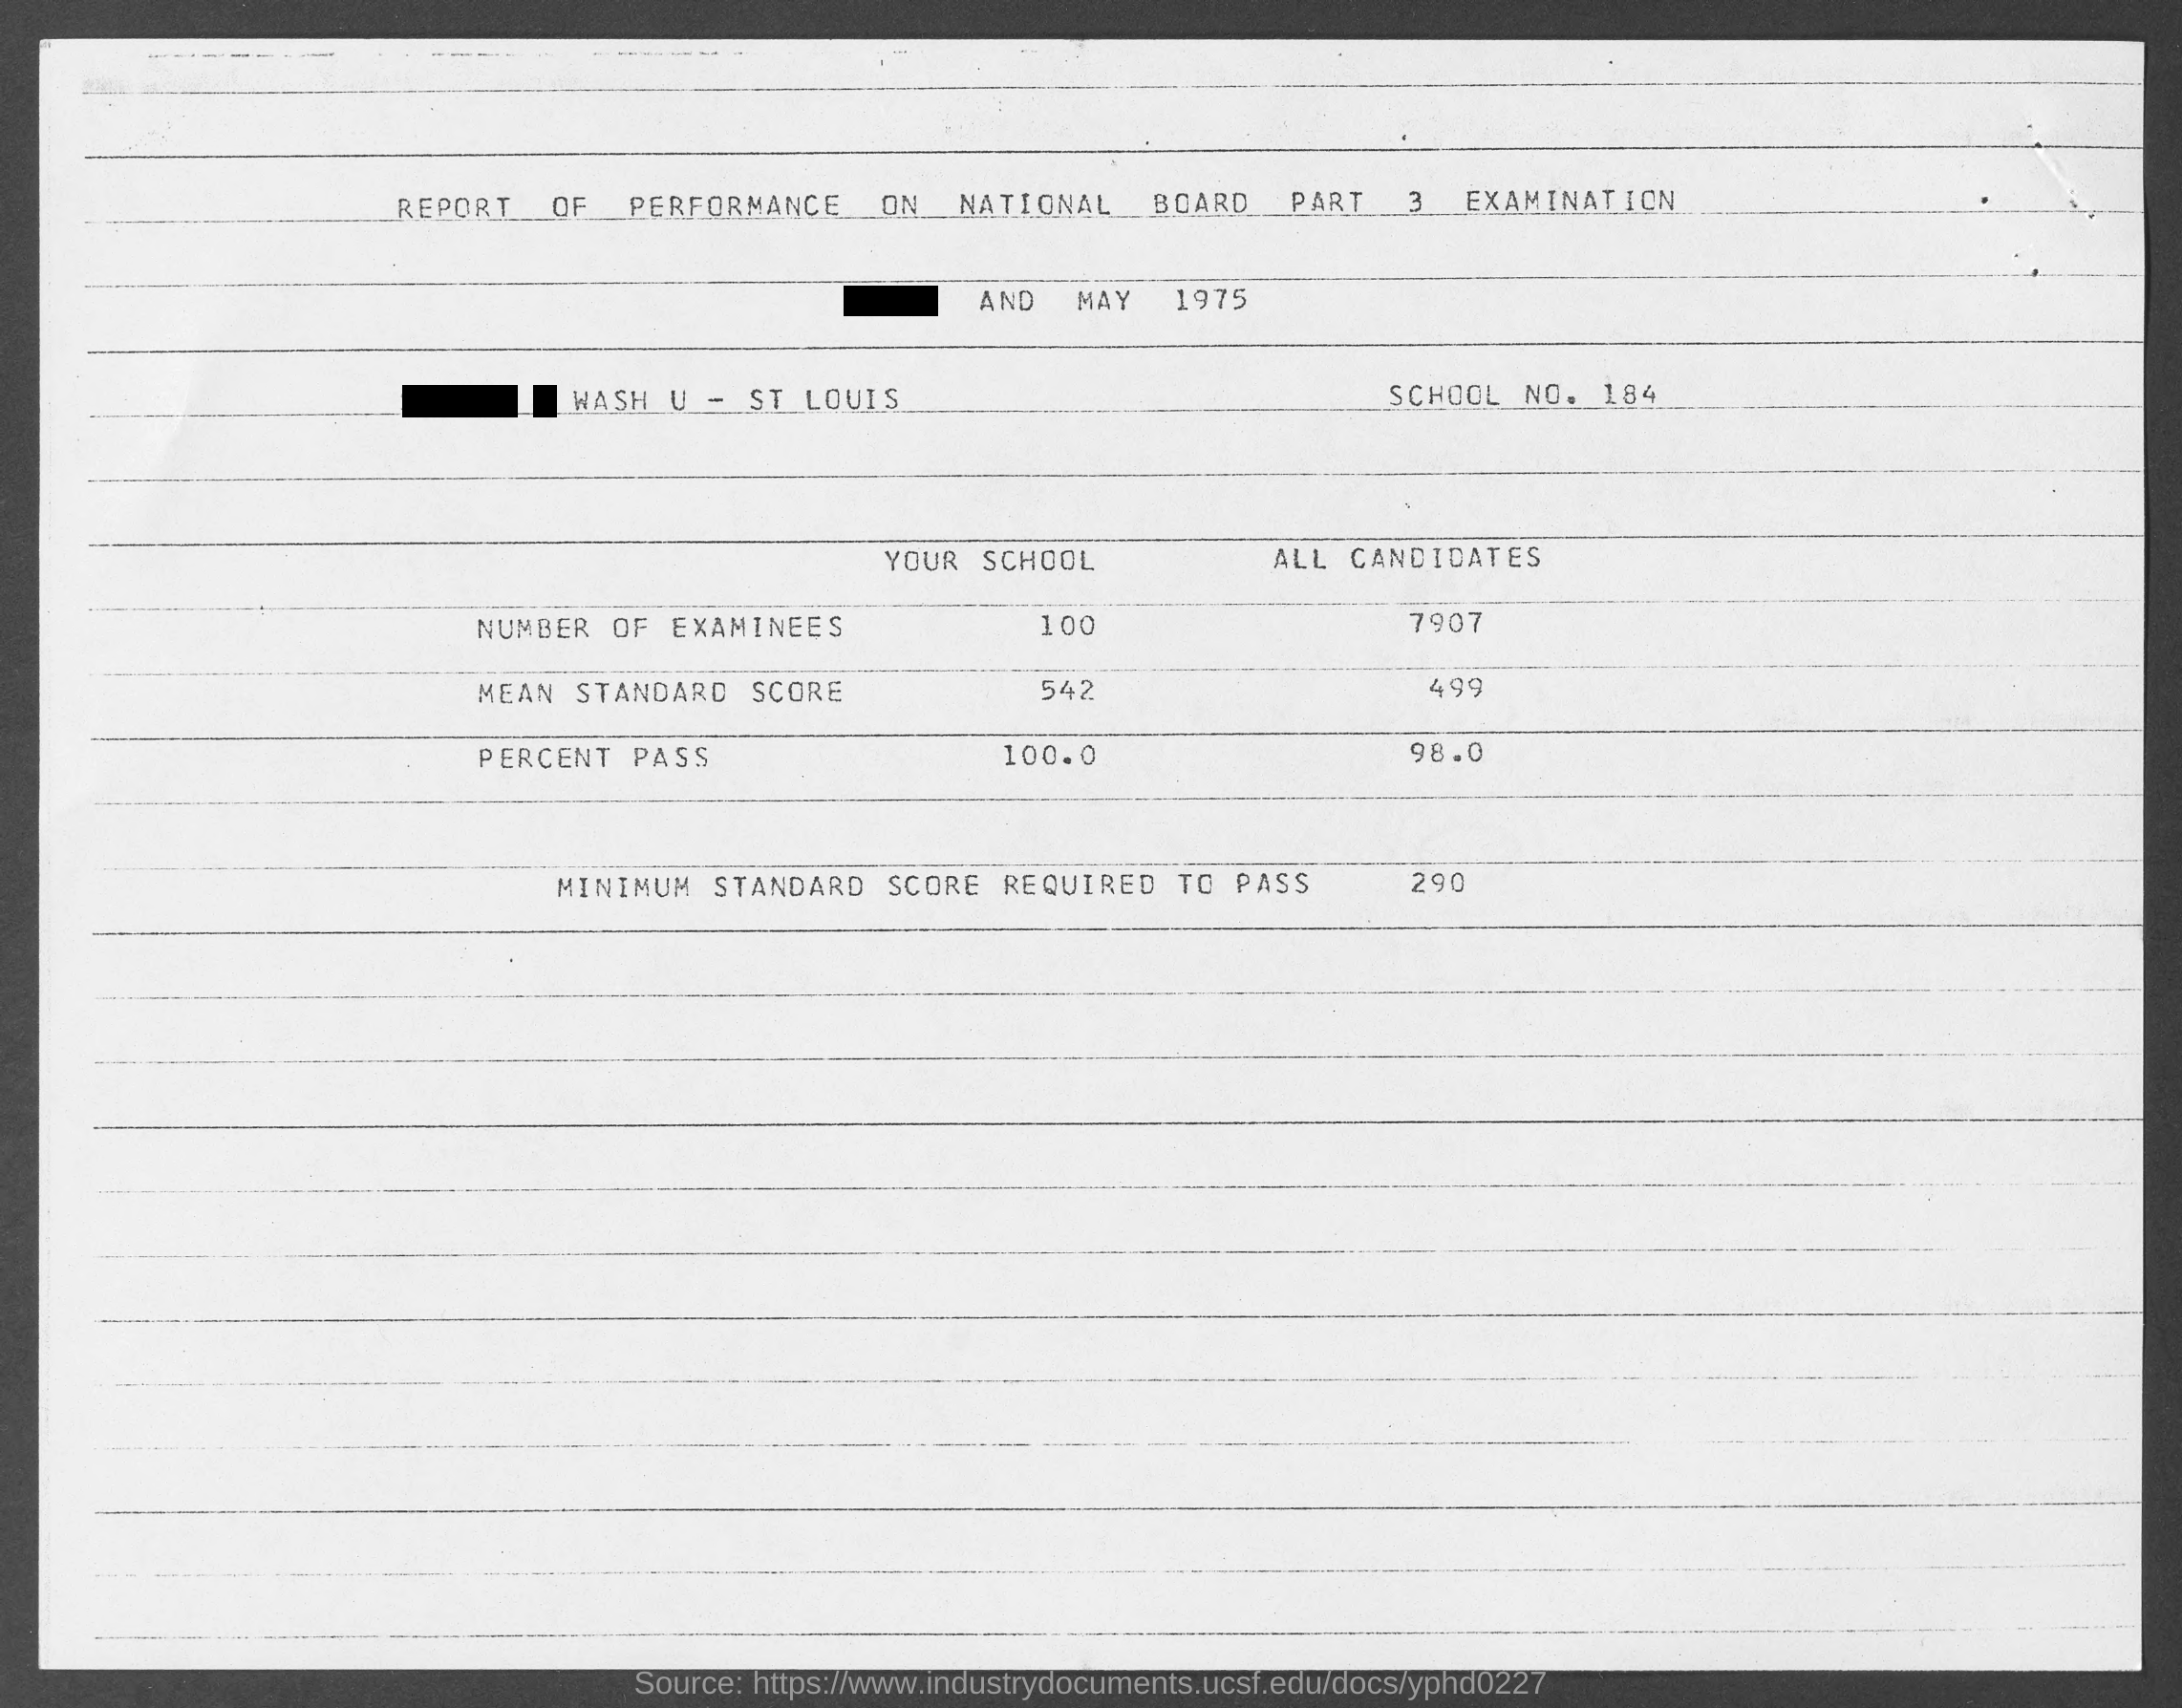 REPORT OF PERFORMANCE ON NATIONAL BOARD PART 3 EXAMINATION
AND MAY 1975
WASH U - ST LOUIS SCHOOL NO. 184
YOUR SCHOOL ALL CANDIDATES
NUMBER OF EXAMINEES 100 7907
MEAN STANDARD SCORE 542 499
PERCENT PASS 100.0 98.0
MINIMUM STANDARD SCORE REQUIRED TO PASS 290
Source: https://www.industrydocuments.ucsf.edu/docs/yphd0227